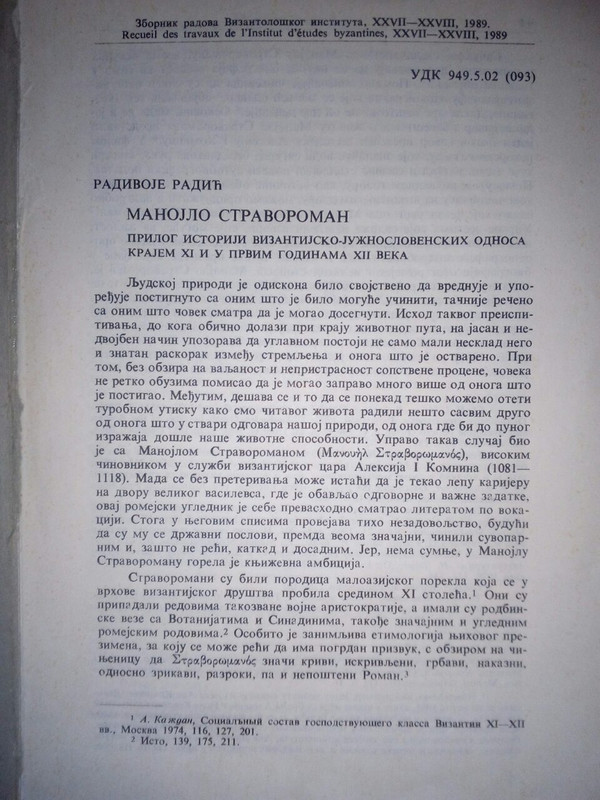 Зборник радова Византолошког института, XXVII—XXVIII, 1989.
Recueil des travaux de l'Institut d'études byzantines, XXVII—XXVIII, 1989
УДК 949.5.02 (093)
РАДИВОЈЕ РАДИЋ
МАНОЈЛО СТРАВОРОМАН
ПРИЛОГ ИСТОРИЈИ ВИЗАНТИЈСКО-ЈУЖНОСЛОВЕНСКИХ ОДНОСА
КРАЈЕМ XI И У ПРВИМ ГОДИНАМА XII ВЕКА
Људској природи је одискона било својствено да вреднује и упо-
ређује постигнуто са оним што је било могуће учинити, тачније речено
са оним што човек сматра да је могао досегнути. Исход таквог преиспи-
тивања, до кога обично долази при крају животног пута, на јасан и не-
двојбен начин упозорава да углавном постоји не само мали несклад него
и знатан раскорак између стремљења и онога што је остварено. При
том, без обзира на ваљаност и непристрасност сопствене процене, човека
не ретко обузима помисао да је могао заправо много више од онога што
је постигао. Међутим, дешава се и то да се понекад тешко можемо отети
туробном утиску како смо читавог живота радили нешто сасвим друго
од онога што у ствари одговара нашој природи, од онога где би до пуног
изражаја дошле наше животне способности. Управо такав случај био
је са Манојлом Страворoманом (Μανουὴλ Στραβορωμανός), високим
чиновником у служби византијског цара Алексија I Комнина (1081—
1118). Мада се без претеривања може истаћи да је текао лепу каријеру
на двору великог василевса, где је обављао одговорне и важне задатке,
овај ромејски угледник је себе превасходно сматрао литератом по вока-
цији. Стога у његовим списима провејава тихо незадовољство, будући
да су му се државни послови, премда веома значајни, чинили сувопар-
ним и, зашто не рећи, каткад и досадним. Јер, нема сумње, у Манојлу
Страворoману горела је књижевна амбиција.
Страворомани су били породица малоазијског порекла која се у
врхове византијског друштва пробила средином XI столећа.¹ Они су
припадали редовима такозване војне аристократије, а имали су родбин-
ске везе са Вотанијатима и Синадинима, такође значајним и угледним
ромејским родовима.² Особито је занимљива етимологија њиховог пре-
зимена, за коју се може рећи да има погрдан призвук, с обзиром на чи-
њеницу да Στραβορωμανός значи криви, искривљени, грбави, наказни,
односно зрикави, разроки, па и непоштени Роман.³
¹ А. Каждан, Социальный состав господствующего класса Византии XI—XII
вв., Москва 1974, 116, 127, 201.
² Исто, 139, 175, 211.